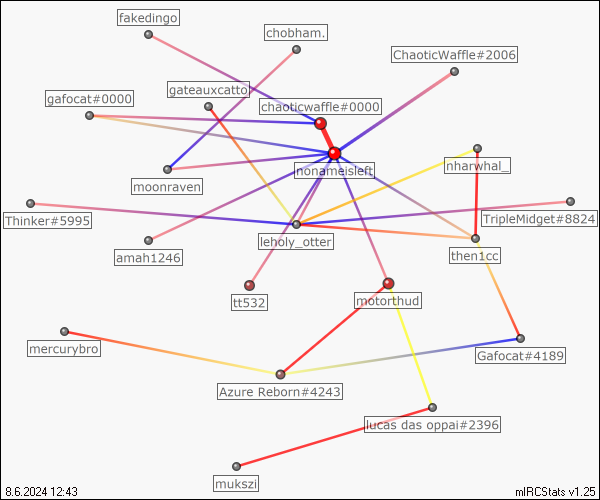 fakedingo
chobham.
ChaoticWaffle#2006
gateauxcatto
gafocat#0000
chaoticwaffle#0000
nharwhal_
nonameisleft
moonraven
Thinker#5995
TripleMidget#8824
leholy_otter
amah1246
then1cc
tt532
motorthud
mercurybro
Gafocat#4189
Azure Reborn#4243
lucas das oppai#2396
mukszi
8.6.2024 12:43
mIRCStats v1.25